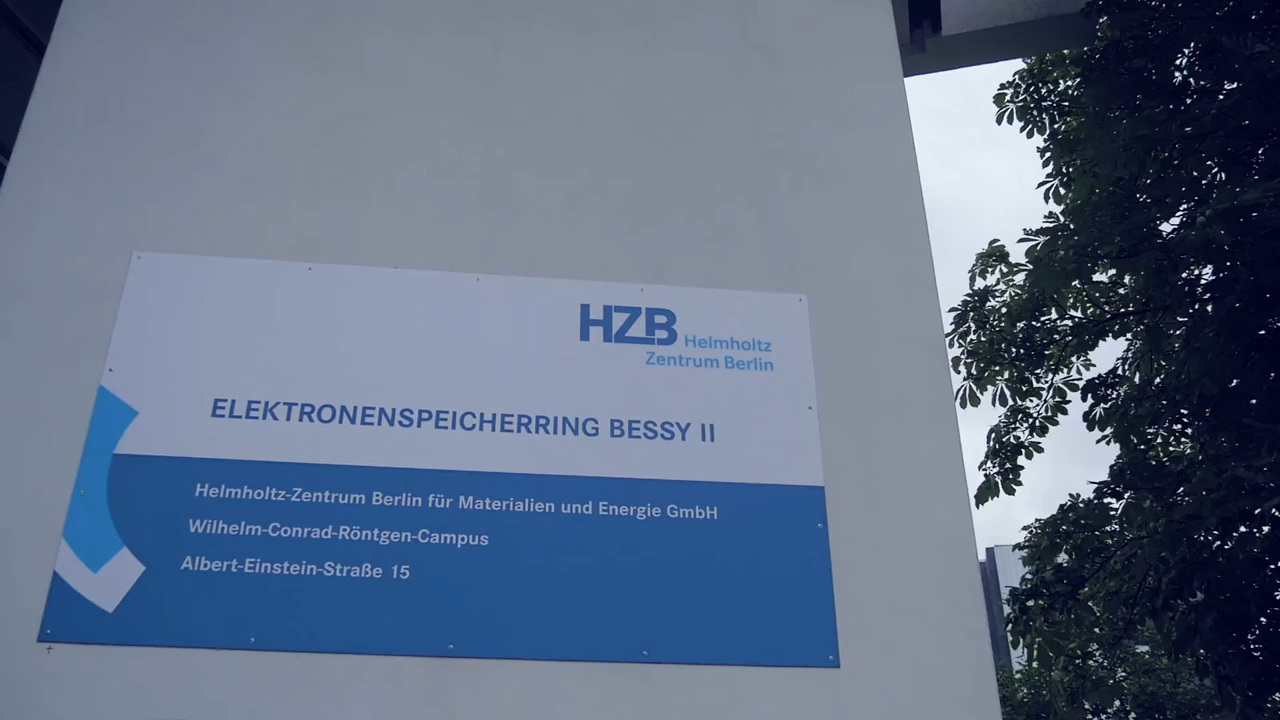 HZB Helmholtz
Zentrum Berlin
ELEKTRONENSPEICHERRING BESSY II
Helmholtz-Zentrum Berlin für Materialien und Energie GmbH
Wilhelm-Conrad-Röntgen-Campus
Albert-Einstein-Straße 15